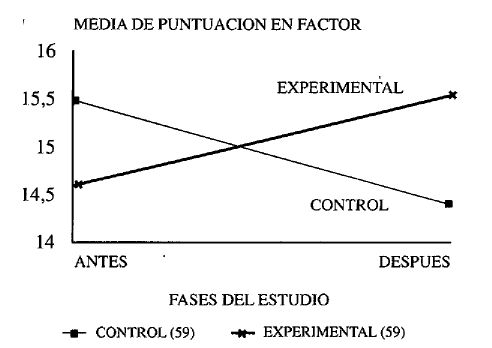 MEDIA DE PUNTUACION EN FACTOR
16
15,5
15
14,5
14
EXPERIMENTAL
CONTROL
ANTES DESPUES
FASES DEL ESTUDIO
CONTROL (59) EXPERIMENTAL (59)